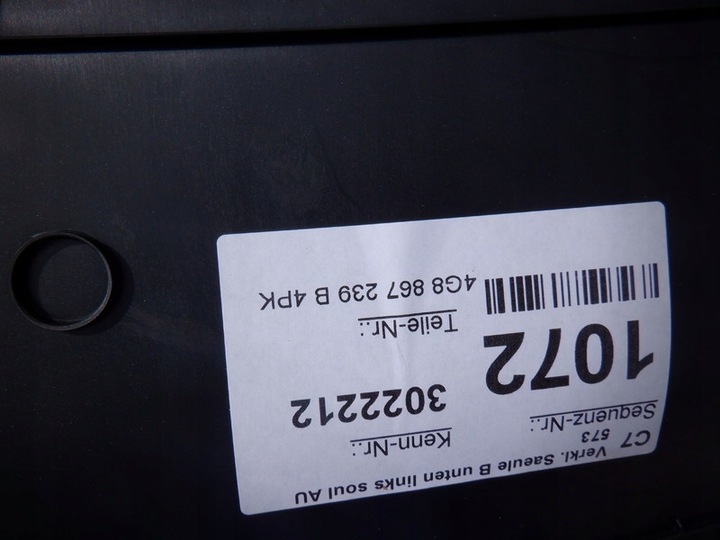 Verkl. Saeule B unten links soul AU
C7 573
Sequenz-Nr.:
1072
Kenn-Nr.:
3022212
Teile-Nr.:
4G8 867 239 B 4PK